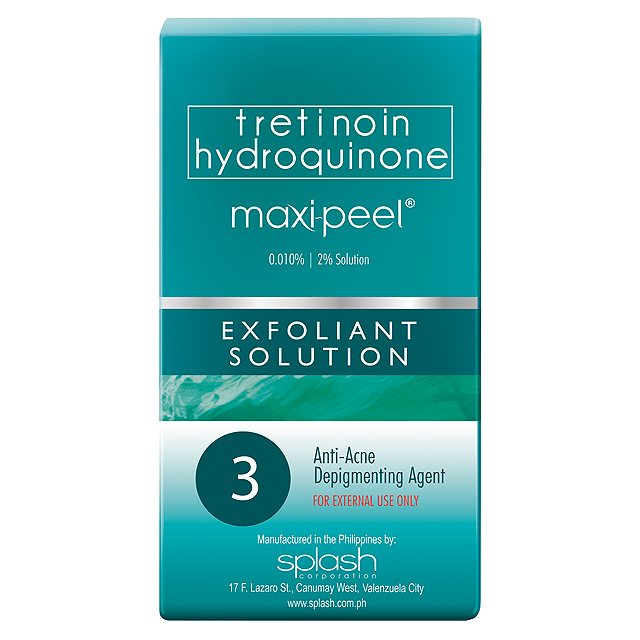 tretinoin
hydroquinone
maxi-peel®
0.010% | 2% Solution
EXFOLIANT
SOLUTION
3
Anti-Acne
Depigmenting Agent
FOR EXTERNAL USE ONLY
Manufactured in the Philippines by:
splash
corporation
17 F. Lazaro St., Canumay West, Valenzuela City
www.splash.com.ph